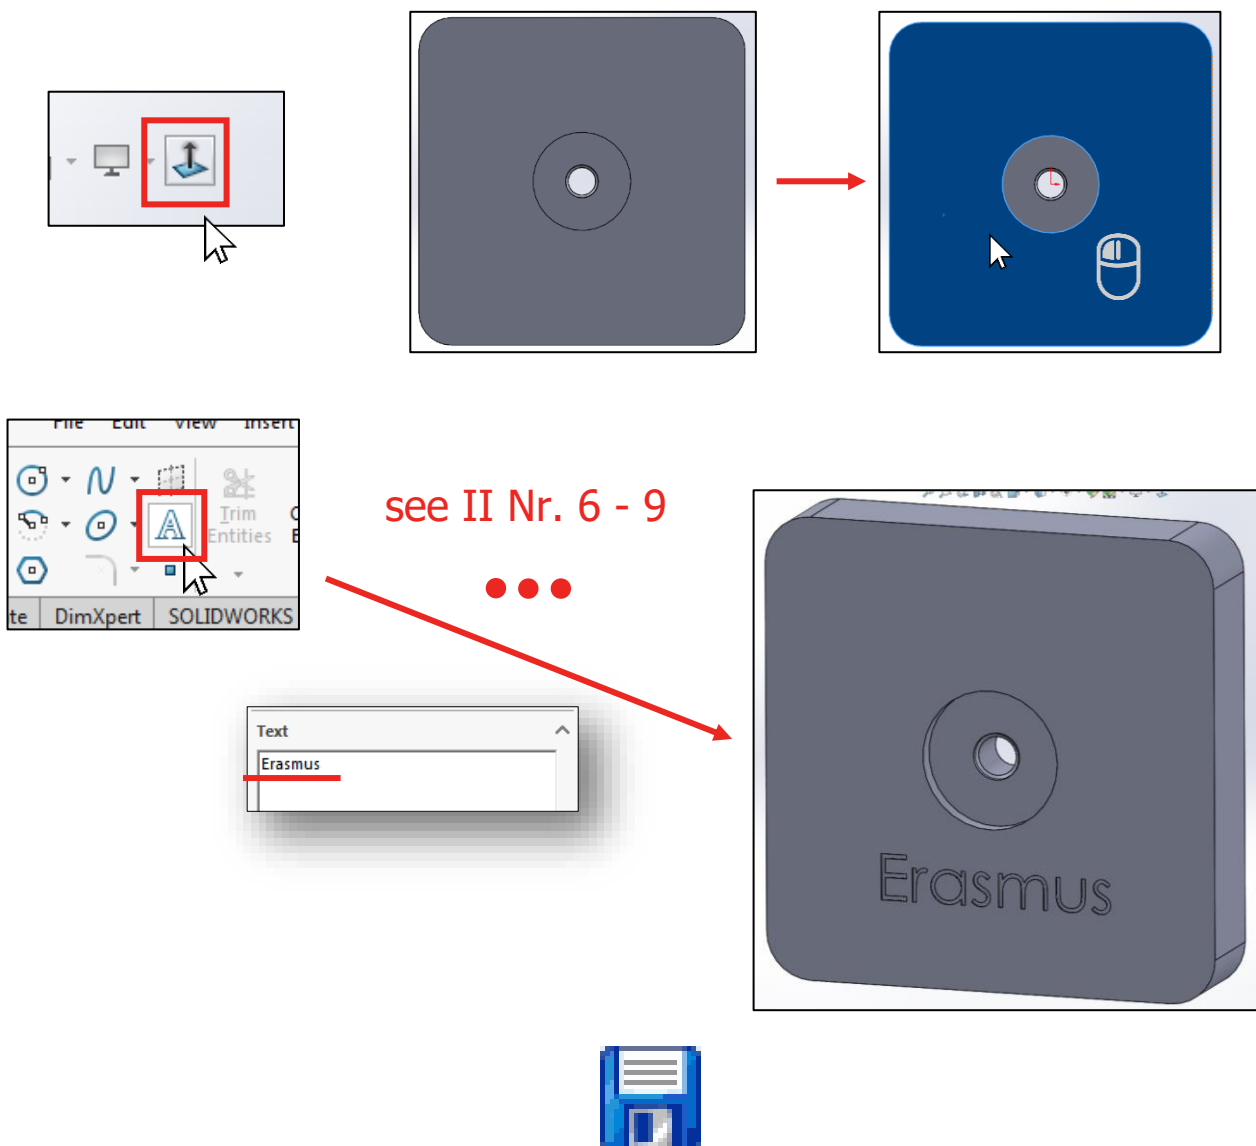 File Edit View Insert
Trim
Entities
te DimXpert SOLIDWORKS
see II Nr. 6 - 9
Text
Erasmus
Erasmus